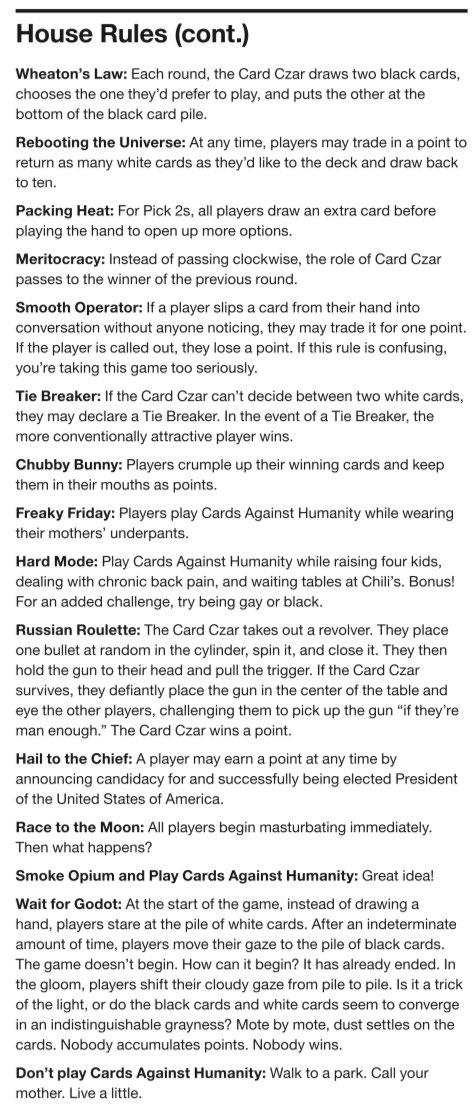 House Rules (cont.)
Wheaton’s Law: Each round, the Card Czar draws two black cards,
chooses the one they’d prefer to play, and puts the other at the
bottom of the black card pile.
Rebooting the Universe: At any time, players may trade in a point to
return as many white cards as they’d like to the deck and draw back
to ten.
Packing Heat: For Pick 2s, all players draw an extra card before
playing the hand to open up more options.
Meritocracy: Instead of passing clockwise, the role of Card Czar
passes to the winner of the previous round.
Smooth Operator: If a player slips a card from their hand into
conversation without anyone noticing, they may trade it for one point.
If the player is called out, they lose a point. If this rule is confusing,
you’re taking this game too seriously.
Tie Breaker: If the Card Czar can’t decide between two white cards,
they may declare a Tie Breaker. In the event of a Tie Breaker, the
more conventionally attractive player wins.
Chubby Bunny: Players crumple up their winning cards and keep
them in their mouths as points.
Freaky Friday: Players play Cards Against Humanity while wearing
their mothers’ underpants.
Hard Mode: Play Cards Against Humanity while raising four kids,
dealing with chronic back pain, and waiting tables at Chili’s. Bonus!
For an added challenge, try being gay or black.
Russian Roulette: The Card Czar takes out a revolver. They place
one bullet at random in the cylinder, spin it, and close it. They then
hold the gun to their head and pull the trigger. If the Card Czar
survives, they defiantly place the gun in the center of the table and
eye the other players, challenging them to pick up the gun “if they’re
man enough.” The Card Czar wins a point.
Hail to the Chief: A player may earn a point at any time by
announcing candidacy for and successfully being elected President
of the United States of America.
Race to the Moon: All players begin masturbating immediately.
Then what happens?
Smoke Opium and Play Cards Against Humanity: Great idea!
Wait for Godot: At the start of the game, instead of drawing a
hand, players stare at the pile of white cards. After an indeterminate
amount of time, players move their gaze to the pile of black cards.
The game doesn’t begin. How can it begin? It has already ended. In
the gloom, players shift their cloudy gaze from pile to pile. Is it a trick
of the light, or do the black cards and white cards seem to converge
in an indistinguishable grayness? Mote by mote, dust settles on the
cards. Nobody accumulates points. Nobody wins.
Don’t play Cards Against Humanity: Walk to a park. Call your
mother. Live a little.